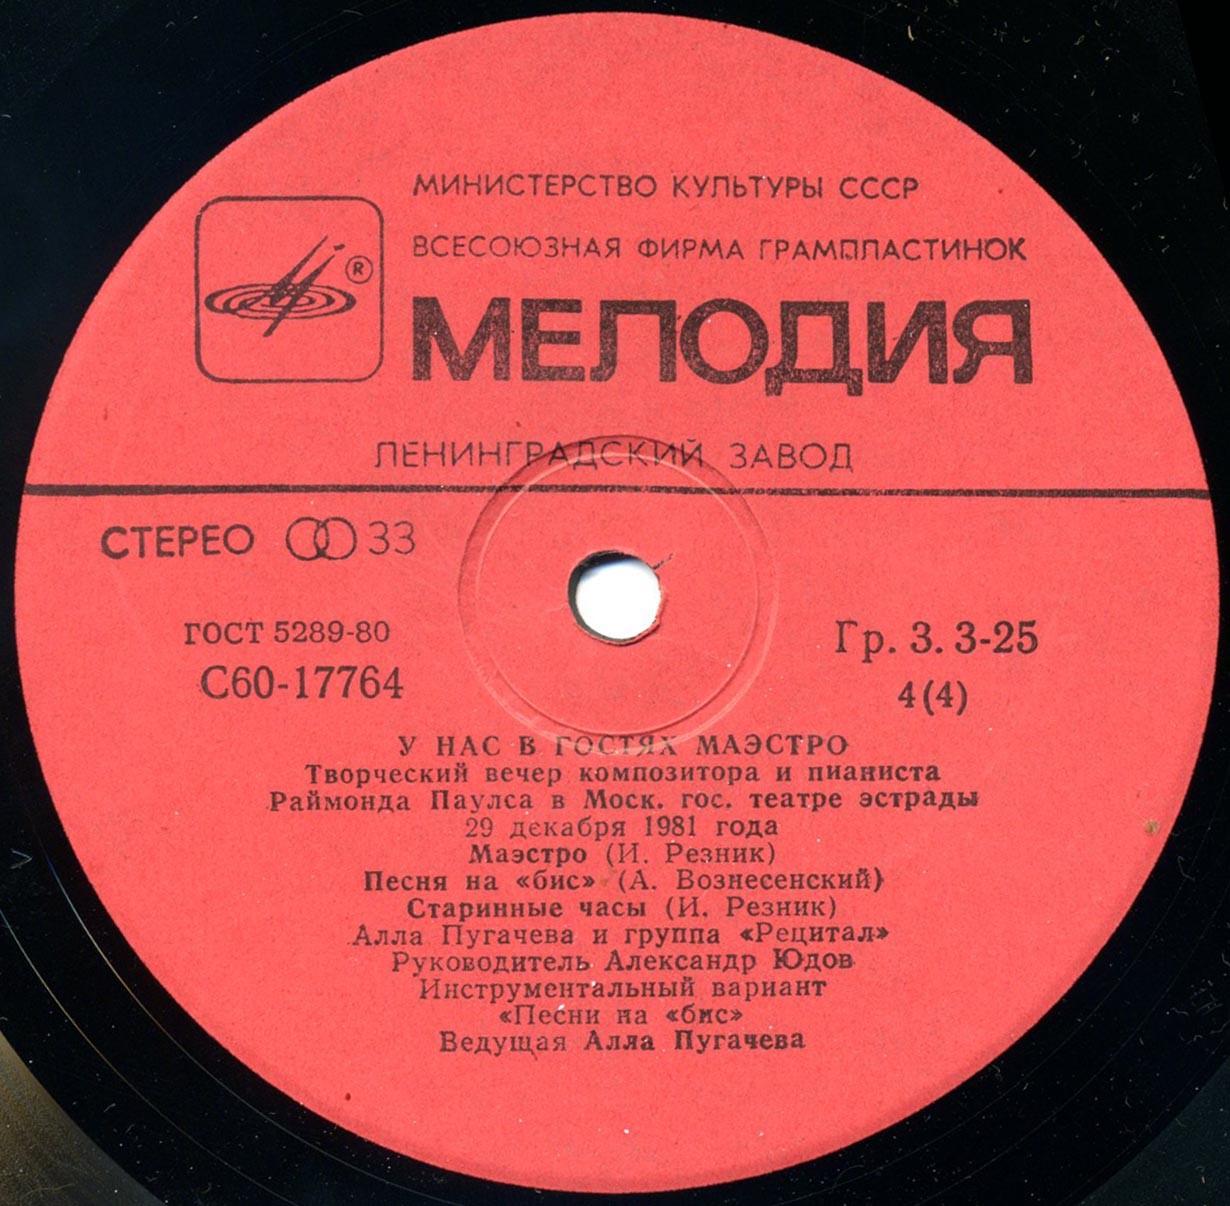 МИНИСТЕРСТВО КУЛЬТУРЫ СССР
ВСЕСОЮЗНАЯ ФИРМА ГРАМПЛАСТИНОК
®
МЕЛОДИЯ
ЛЕНИНГРАДСКИЙ ЗАВОД
СТЕРЕО 33
ГОСТ 5289-80
С60-17764
Гр. 3. 3-25
4(4)
У НАС В ГОСТЯХ МАЭСТРО
Творческий вечер композитора и пианиста
Раймонда Паулса в Моск. гос. театре эстрады
29 декабря 1981 года
Маэстро (И. Резник)
Песня на «бис» (А. Вознесенский)
Старинные часы (И. Резник)
Алла Пугачева и группа «Рецитал»
Руководитель Александр Юдов
Инструментальный вариант
«Песни на «бис»
Ведущая Алла Пугачева